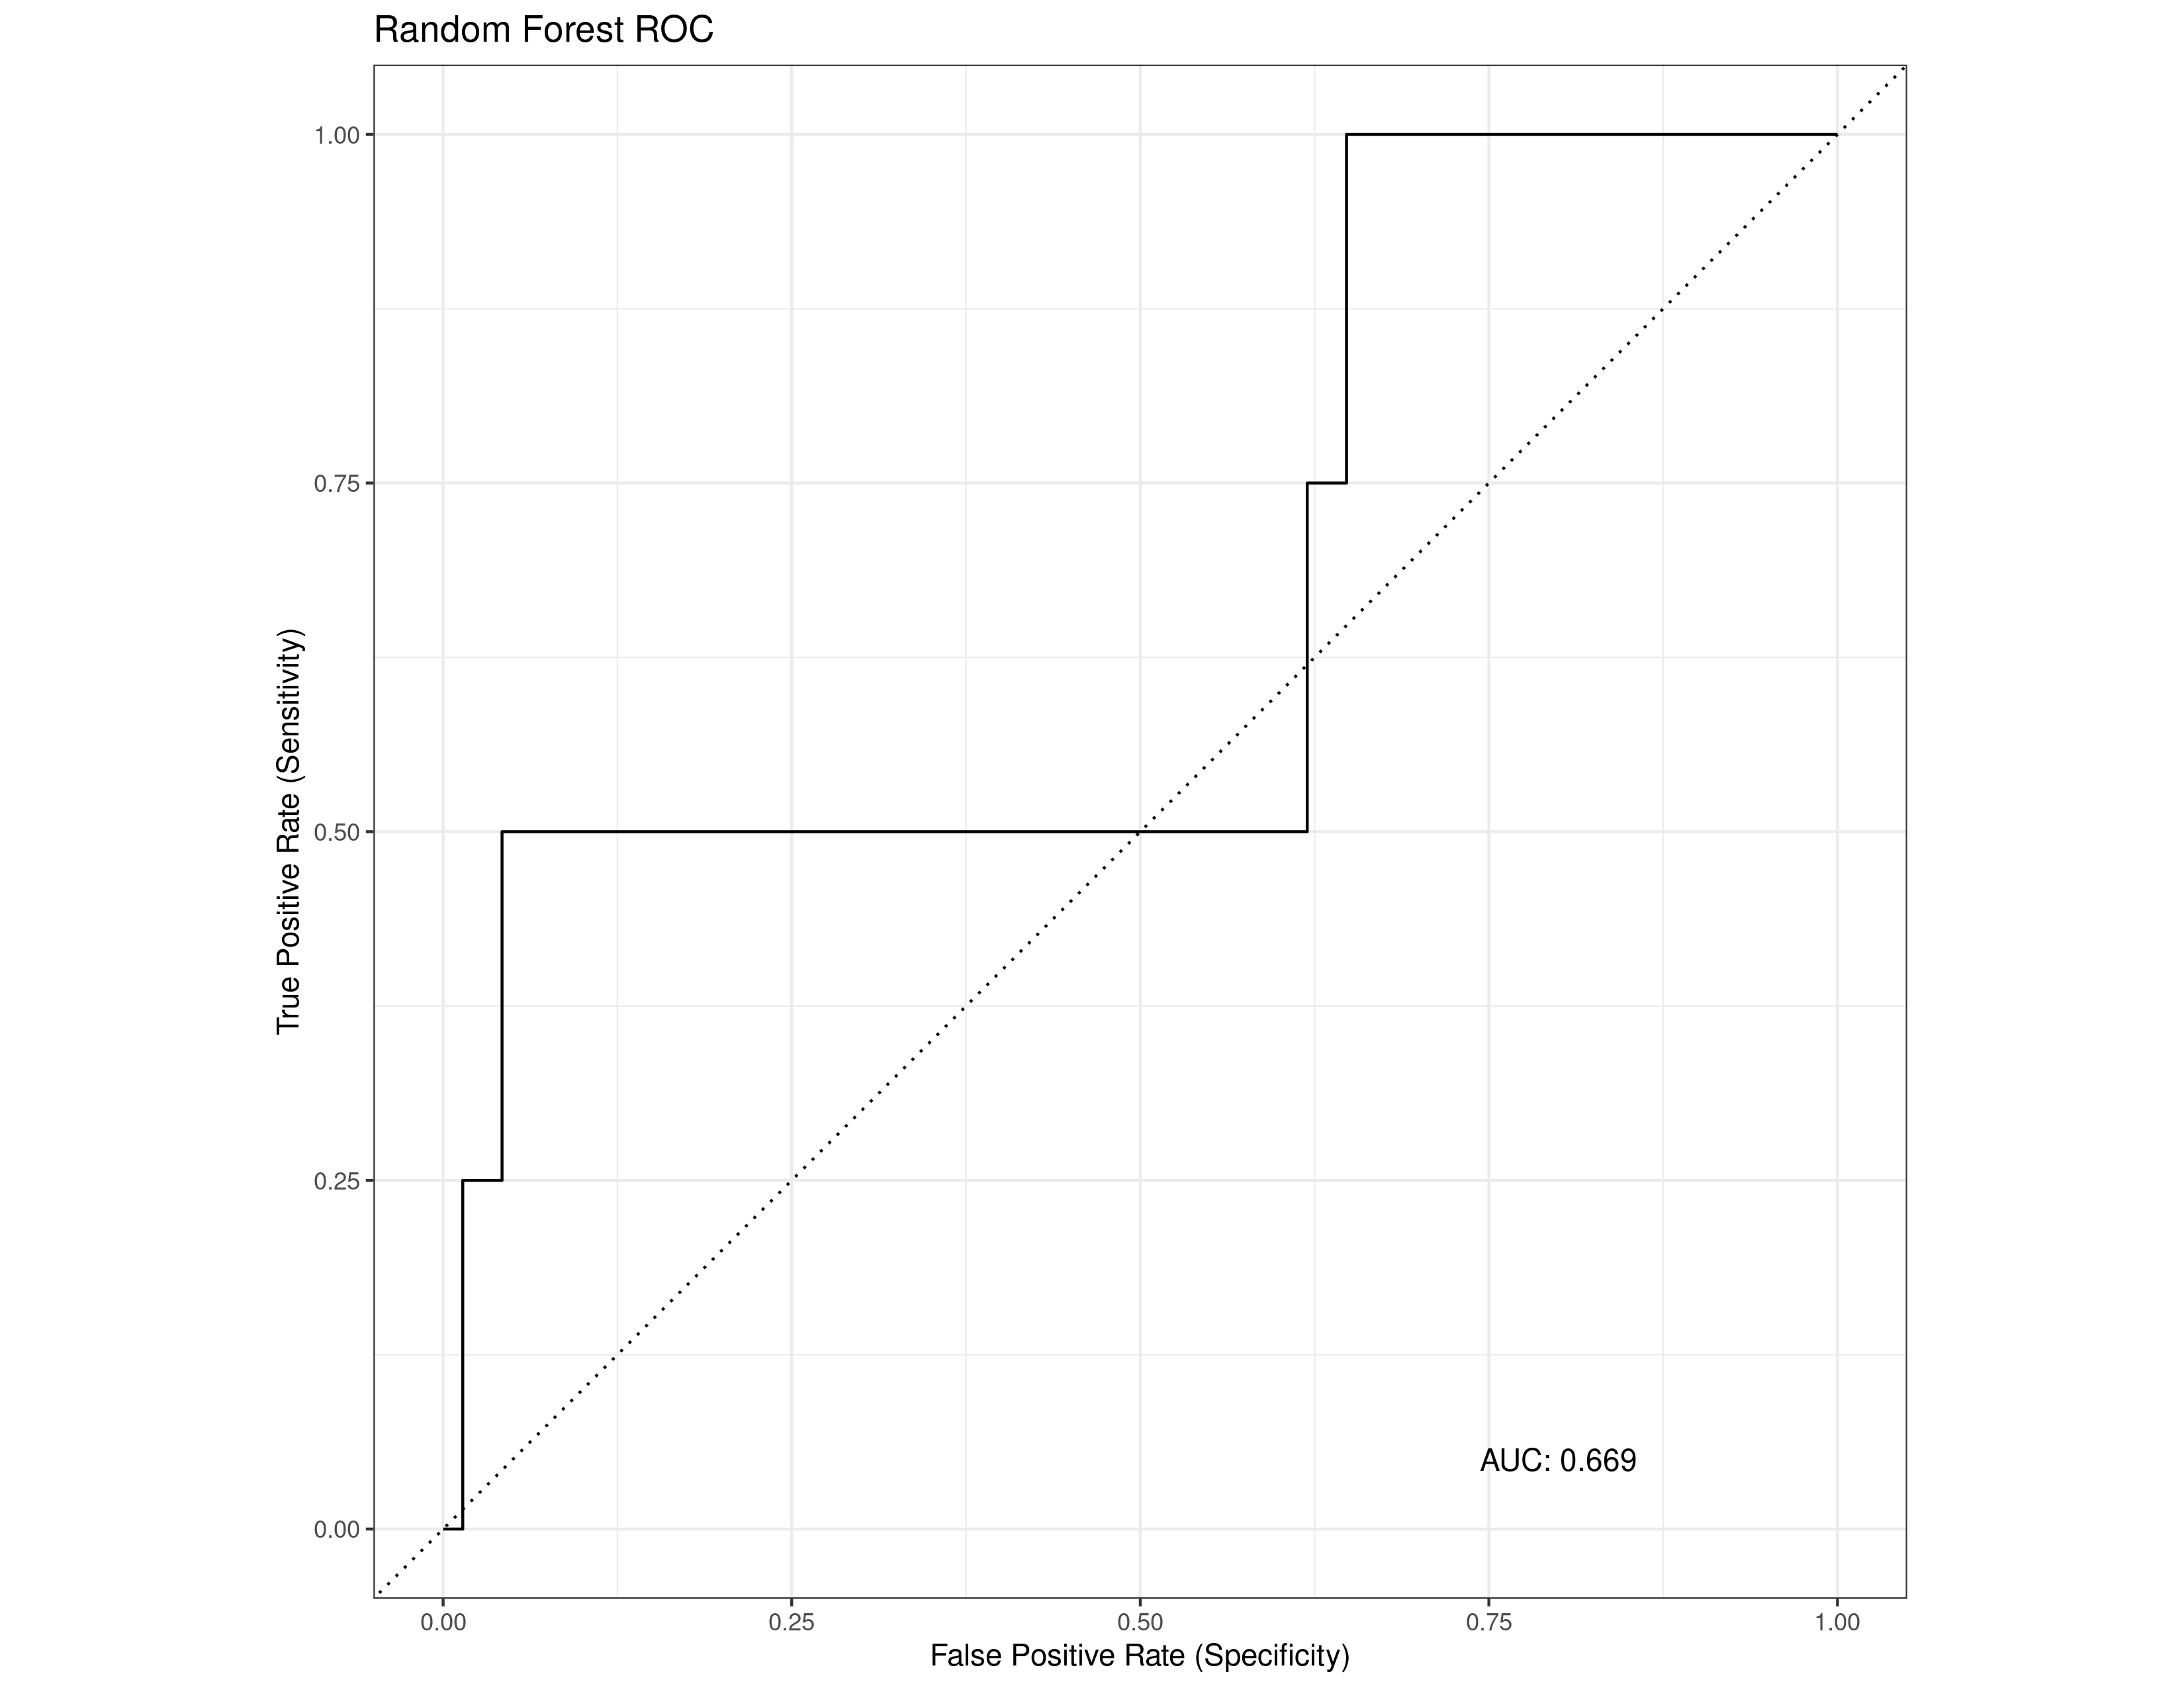 Random Forest ROC
1.00
0.75
0.50
0.25
0.00
True Positive Rate (Sensitivity)
AUC: 0.669
0.00 0.25 0.50 0.75 1.00
False Positive Rate (Specificity)